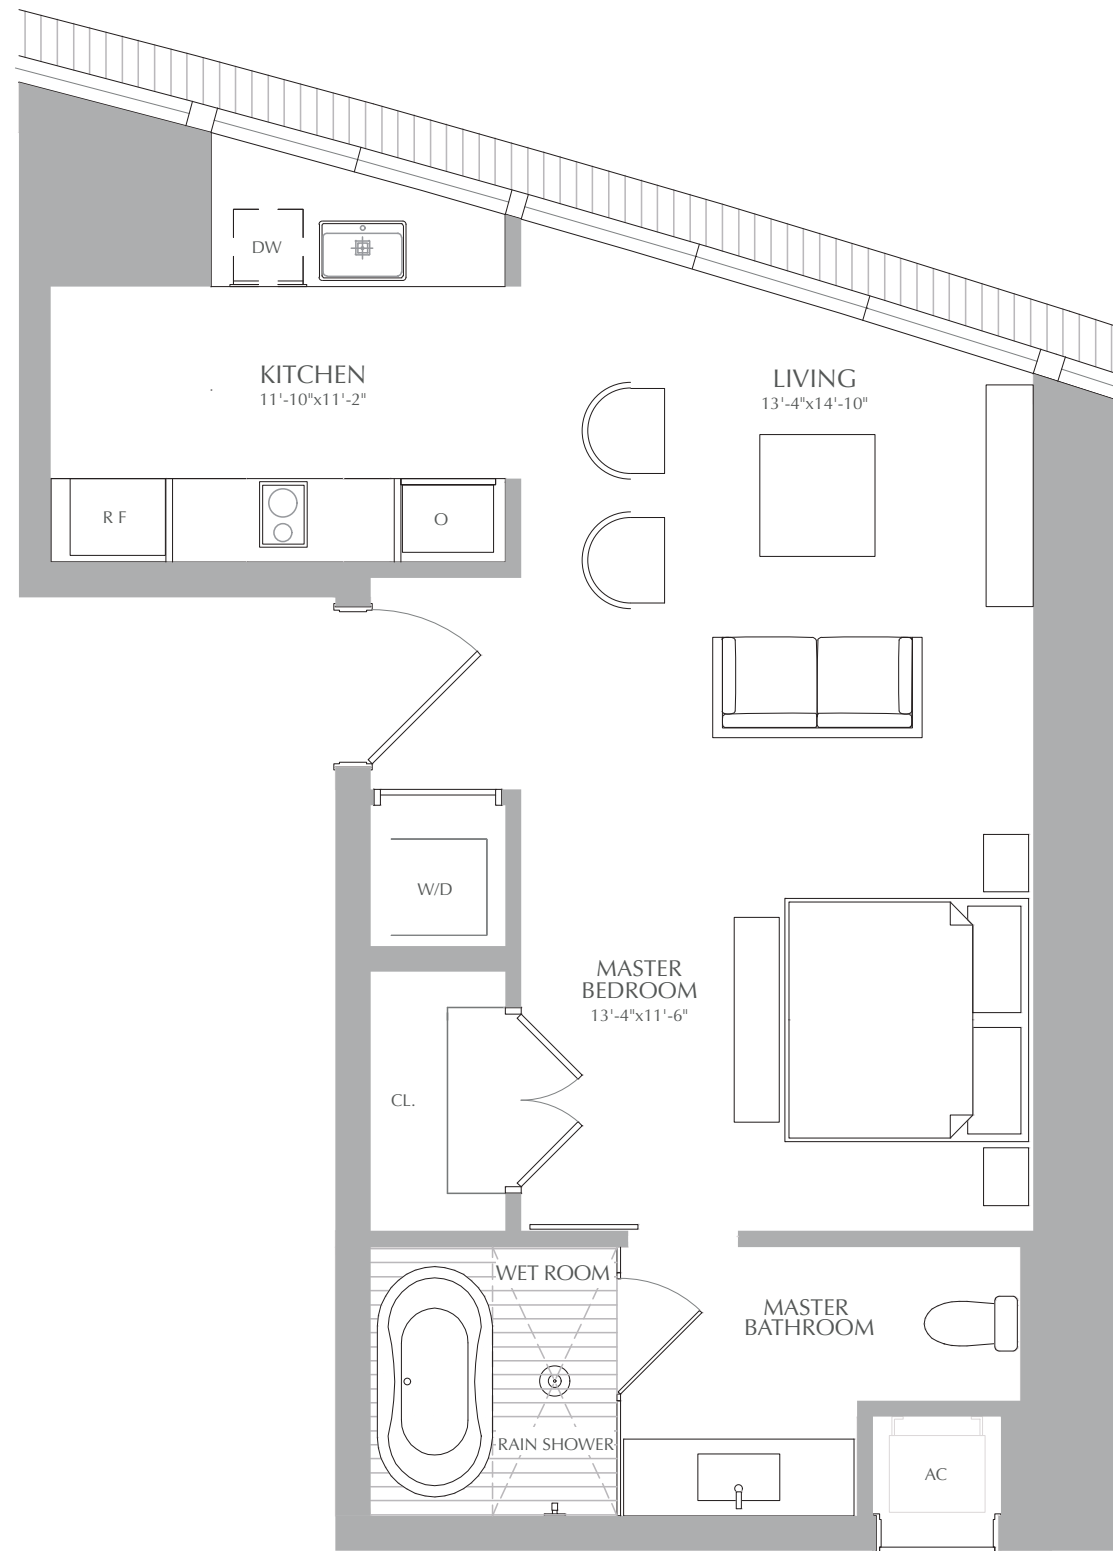 DW
KITCHEN
11'-10"x11'-2"
LIVING
13'-4"x14'-10"
R F
O
W/D
MASTER
BEDROOM
13'-4"x11'-6"
CL.
WET ROOM
MASTER
BATHROOM
RAIN SHOWER
AC